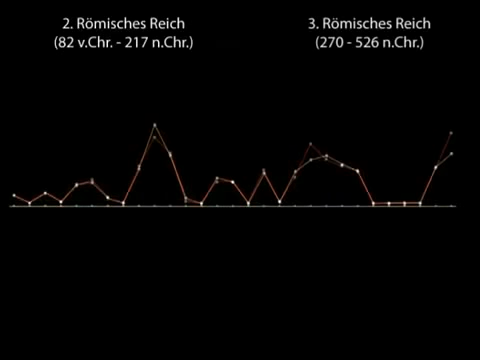 2. Römisches Reich
(82 v.Chr. - 217 n.Chr.)
3. Römisches Reich
(270 - 526 n.Chr.)